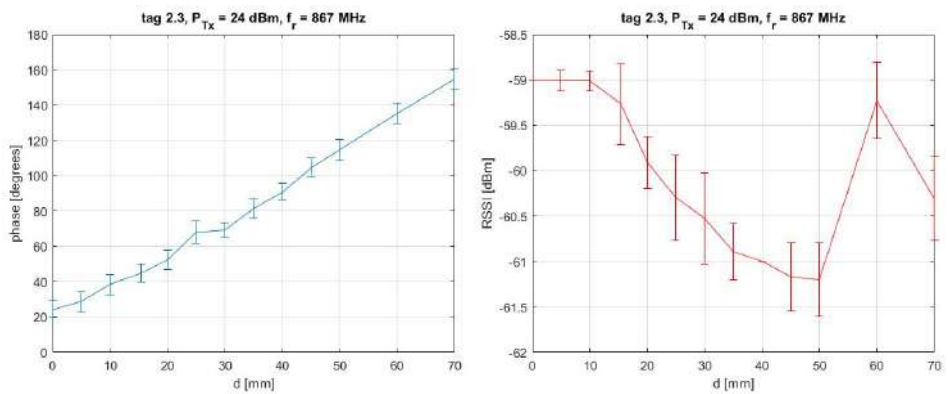 tag 2.3, P_Tx = 24 dBm, f_r = 867 MHz
180
160
140
120
100
80
60
40
20
0
phase [degrees]
0 10 20 30 40 50 60 70
d [mm]
tag 2.3, P_Tx = 24 dBm, f_r = 867 MHz
-58.5
-59
-59.5
-60
-60.5
-61
-61.5
-62
RSSI [dBm]
0 10 20 30 40 50 60 70
d [mm]